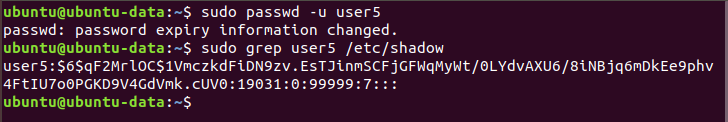 ubuntu@ubuntu-data:~$ sudo passwd -u user5
passwd: password expiry information changed.
ubuntu@ubuntu-data:~$ sudo grep user5 /etc/shadow
user5:$6$qF2MrlOC$1VmczkdFiDN9zv.EsTJinmSCFjGFWqMyWt/0LYdvAXU6/8iNBjq6mDkEe9phv
4FtIU7o0PGKD9V4GdVmk.cUV0:19031:0:99999:7:::
ubuntu@ubuntu-data:~$